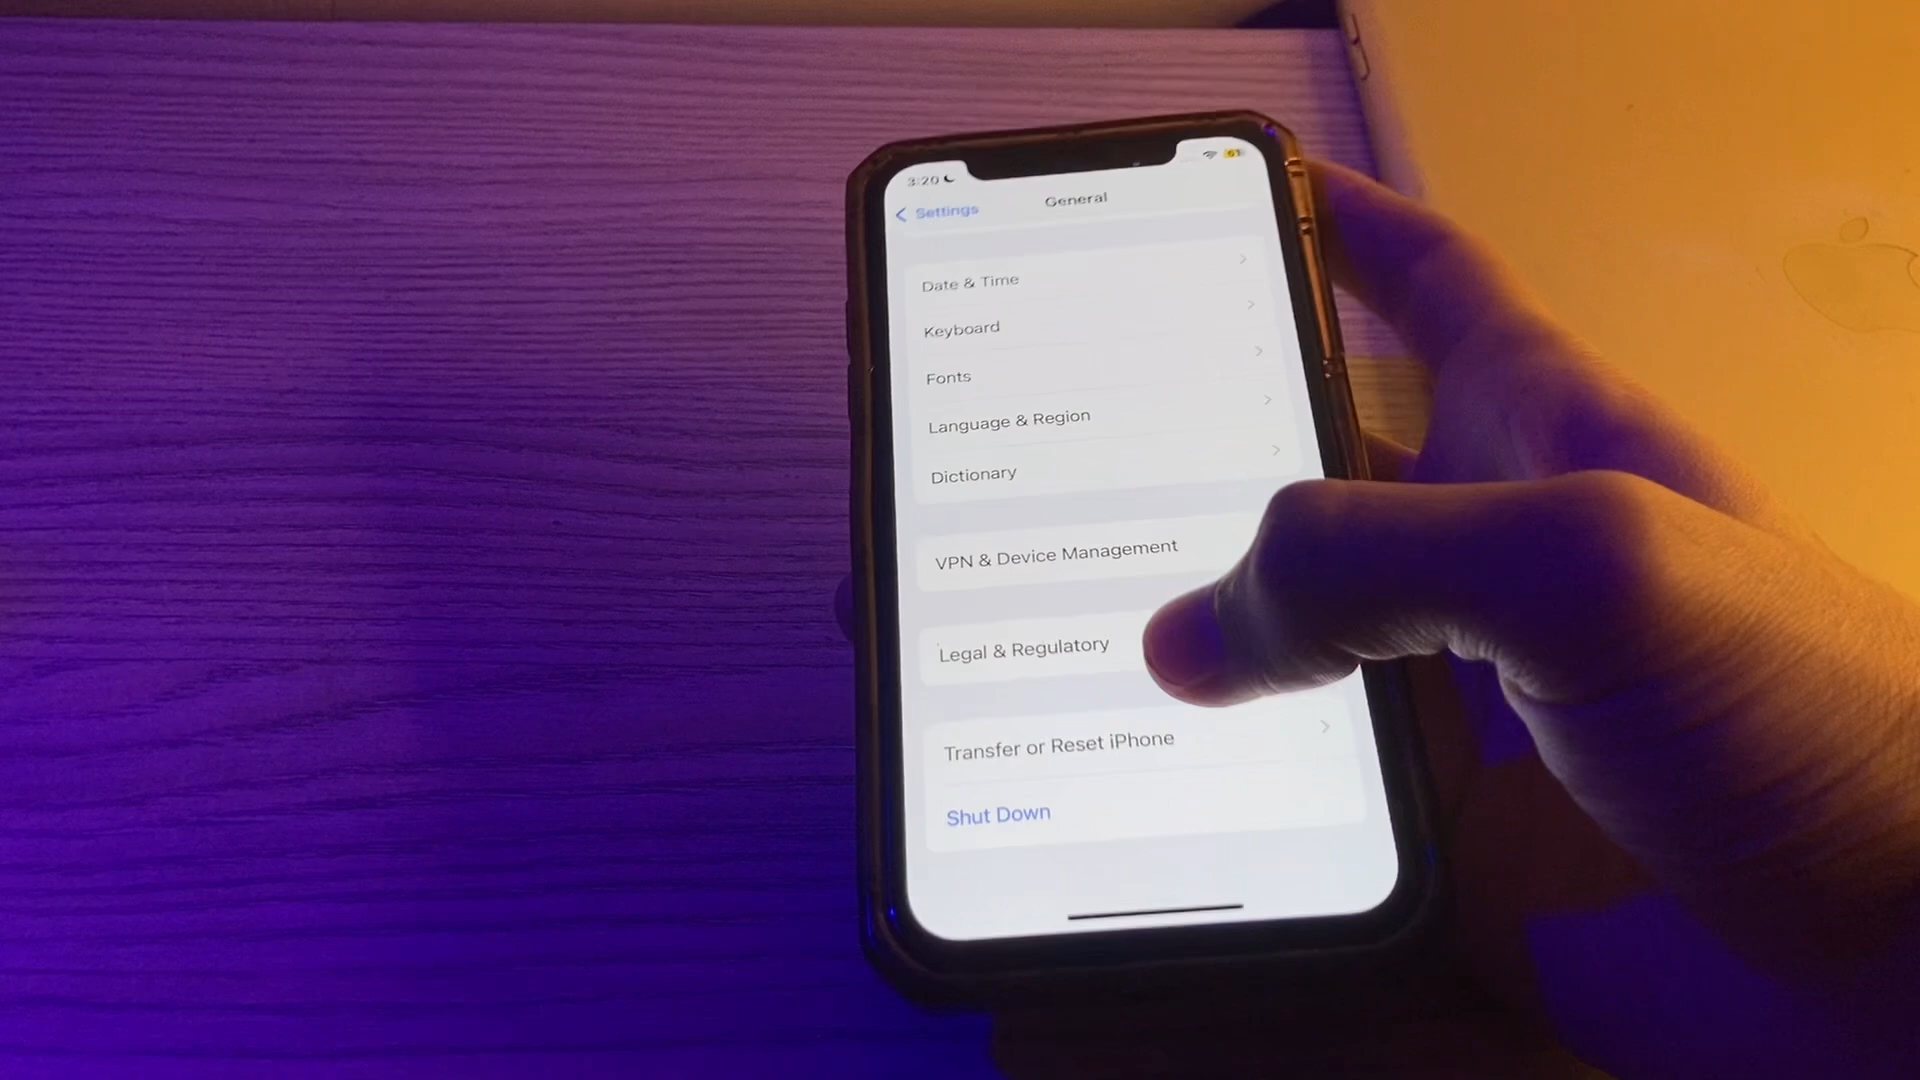 3:20
61
Settings
General
Date & Time
Keyboard
Fonts
Language & Region
Dictionary
VPN & Device Management
Legal & Regulatory
Transfer or Reset iPhone
Shut Down